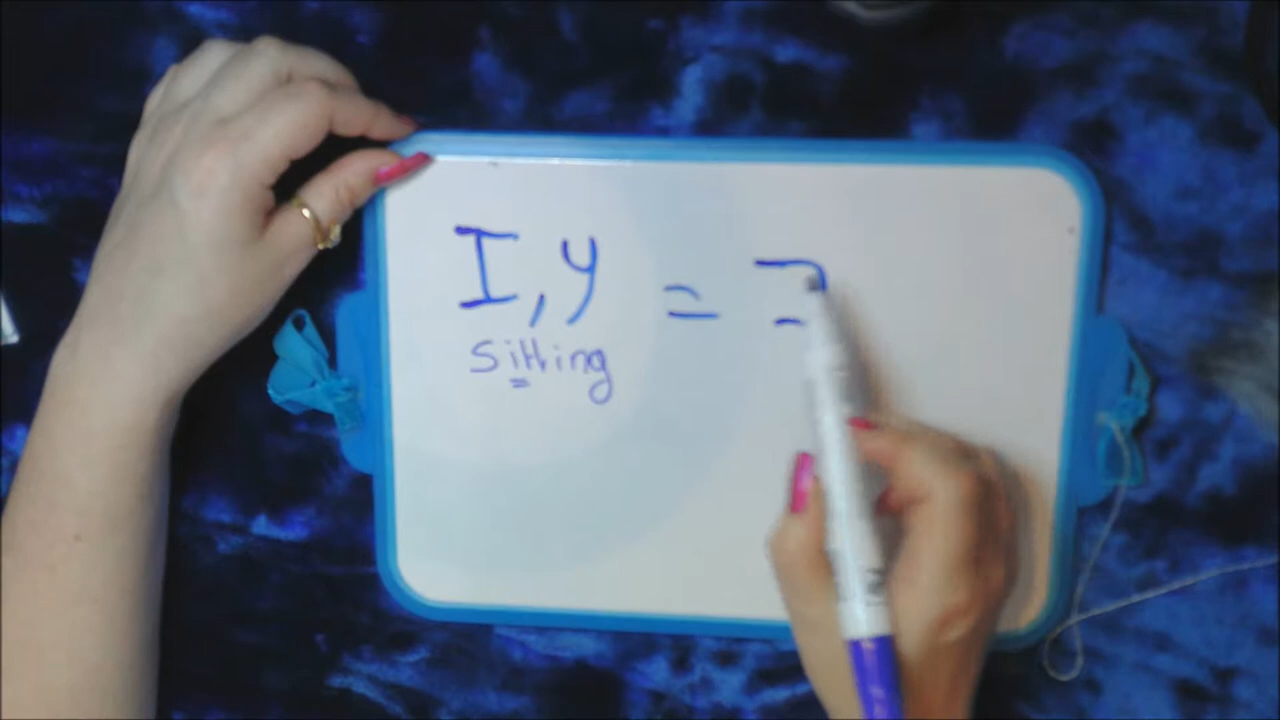 I, y =
sitting